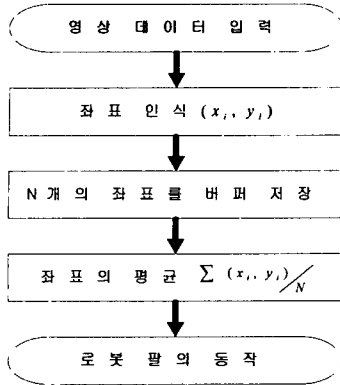 영상 데이터 입력
좌표 인식 (x_i, y_i)
N개의 좌표를 버퍼 저장
좌표의 평균 ∑ (x_i, y_i)/N
로봇 팔의 동작